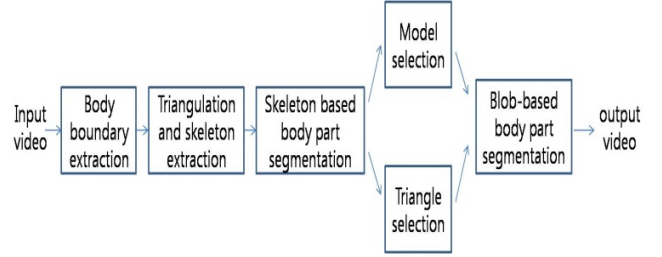 Input
video
Body
boundary
extraction
Triangulation
and skeleton
extraction
Skeleton based
body part
segmentation
Model
selection
Triangle
selection
Blob-based
body part
segmentation
output
video